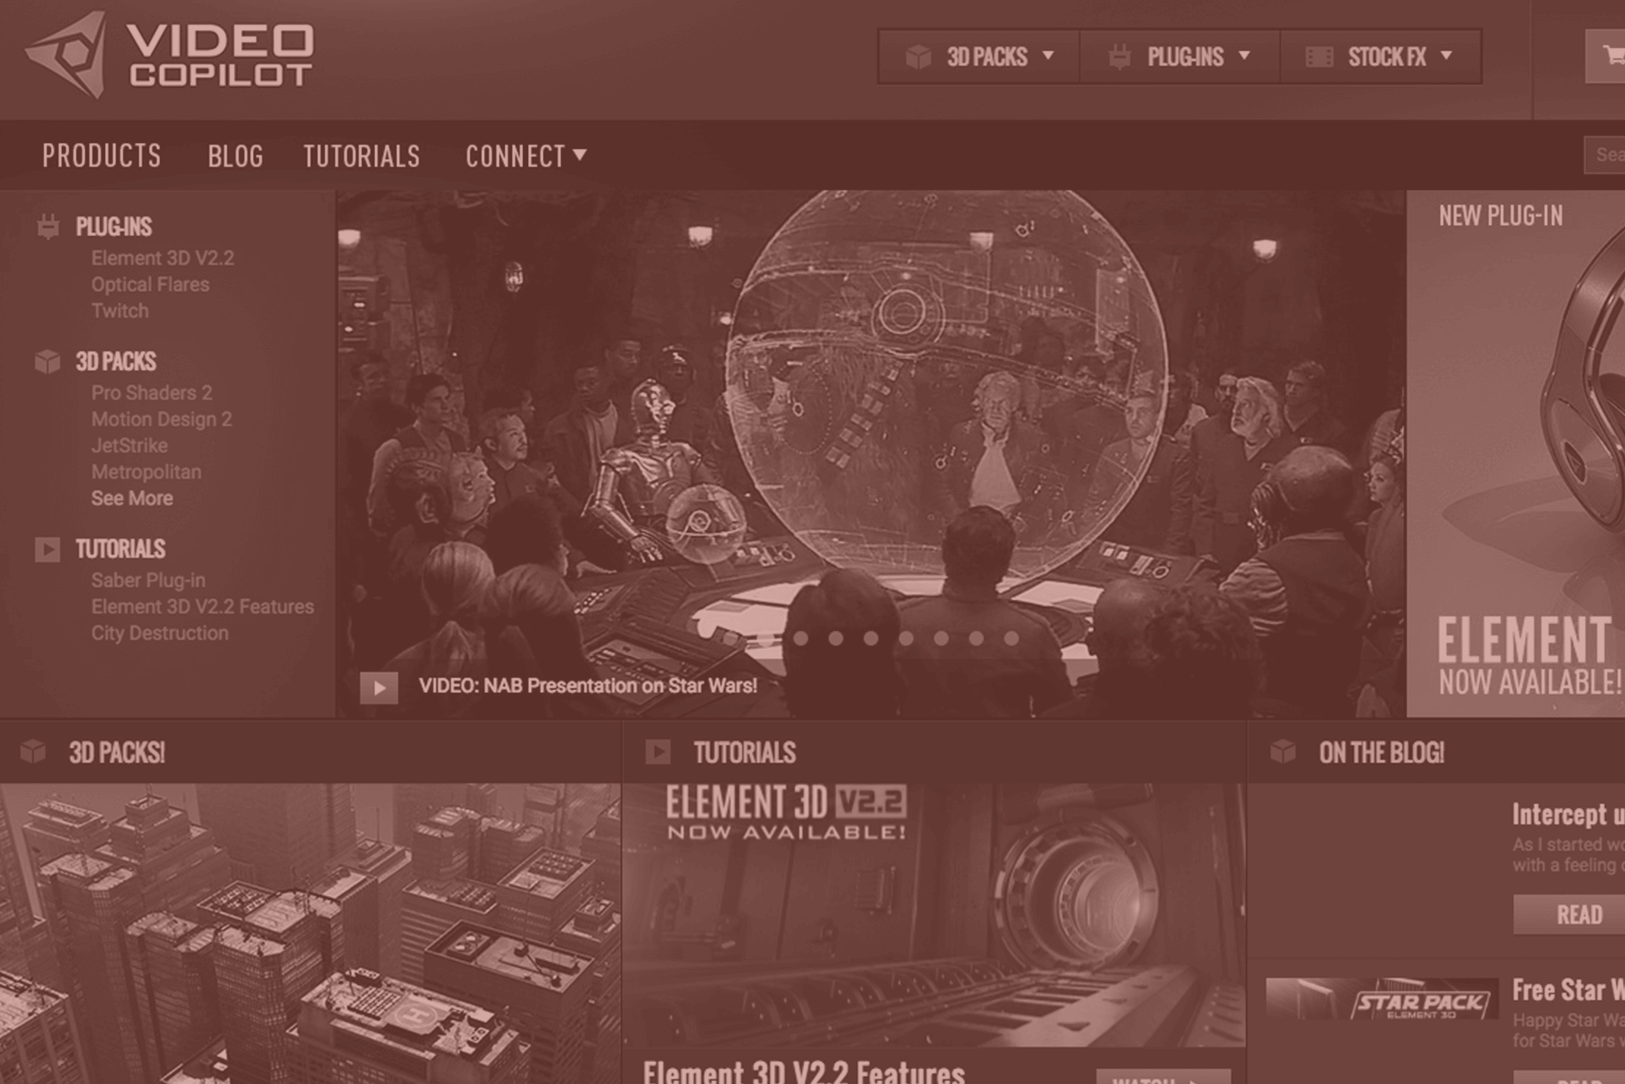 VIDEO
COPILOT
3D PACKS
PLUG-INS
STOCK FX
PRODUCTS
BLOG
TUTORIALS
CONNECT
Sea
PLUG-INS
Element 3D V2.2
Optical Flares
Twitch
3D PACKS
Pro Shaders 2
Motion Design 2
JetStrike
Metropolitan
See More
TUTORIALS
Saber Plug-in
Element 3D V2.2 Features
City Destruction
VIDEO: NAB Presentation on Star Wars!
NEW PLUG-IN
ELEMENT
NOW AVAILABLE!
3D PACKS!
TUTORIALS
ELEMENT 3D V2.2
NOW AVAILABLE!
Element 3D V2.2 Features
WATCH
ON THE BLOG!
Intercept u
As I started wo
with a feeling
READ
STAR PACK
ELEMENT 3D
Free Star W
Happy Star Wa
for Star Wars
READ